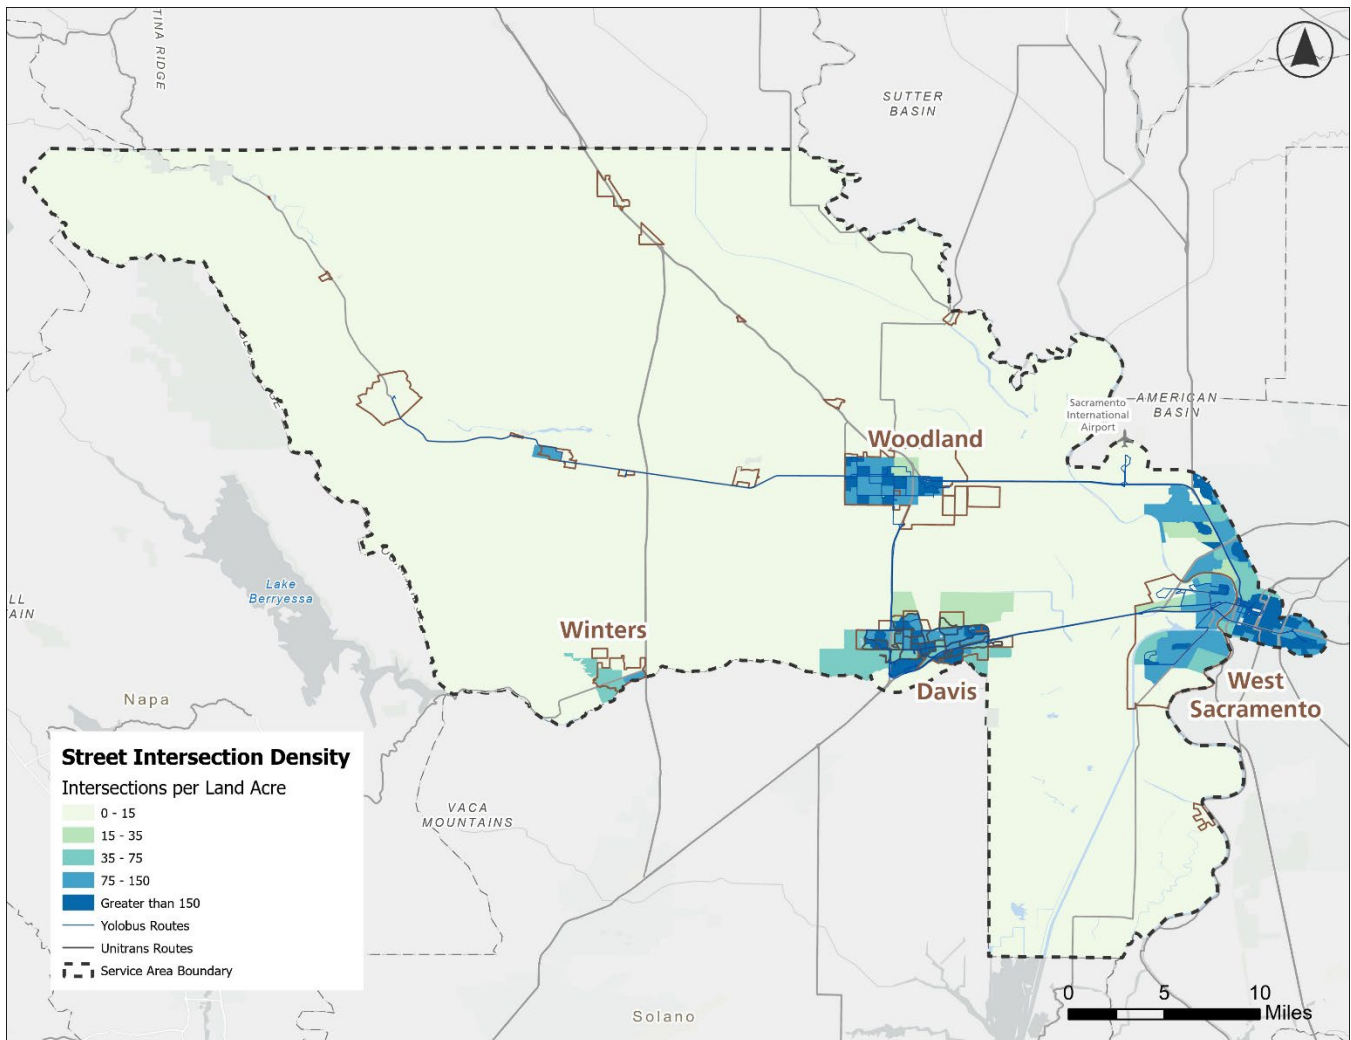 TINA RIDGE
SUTTER
BASIN
AMERICAN
BASIN
Sacramento
International
Airport
Woodland
Lake
Berryessa
LL
TAIN
Winters
Davis
West
Sacramento
Napa
VACA
MOUNTAINS
Solano
Street Intersection Density
Intersections per Land Acre
0 - 15
15 - 35
35 - 75
75 - 150
Greater than 150
Yolobus Routes
Unitrans Routes
Service Area Boundary
0 5 10
Miles